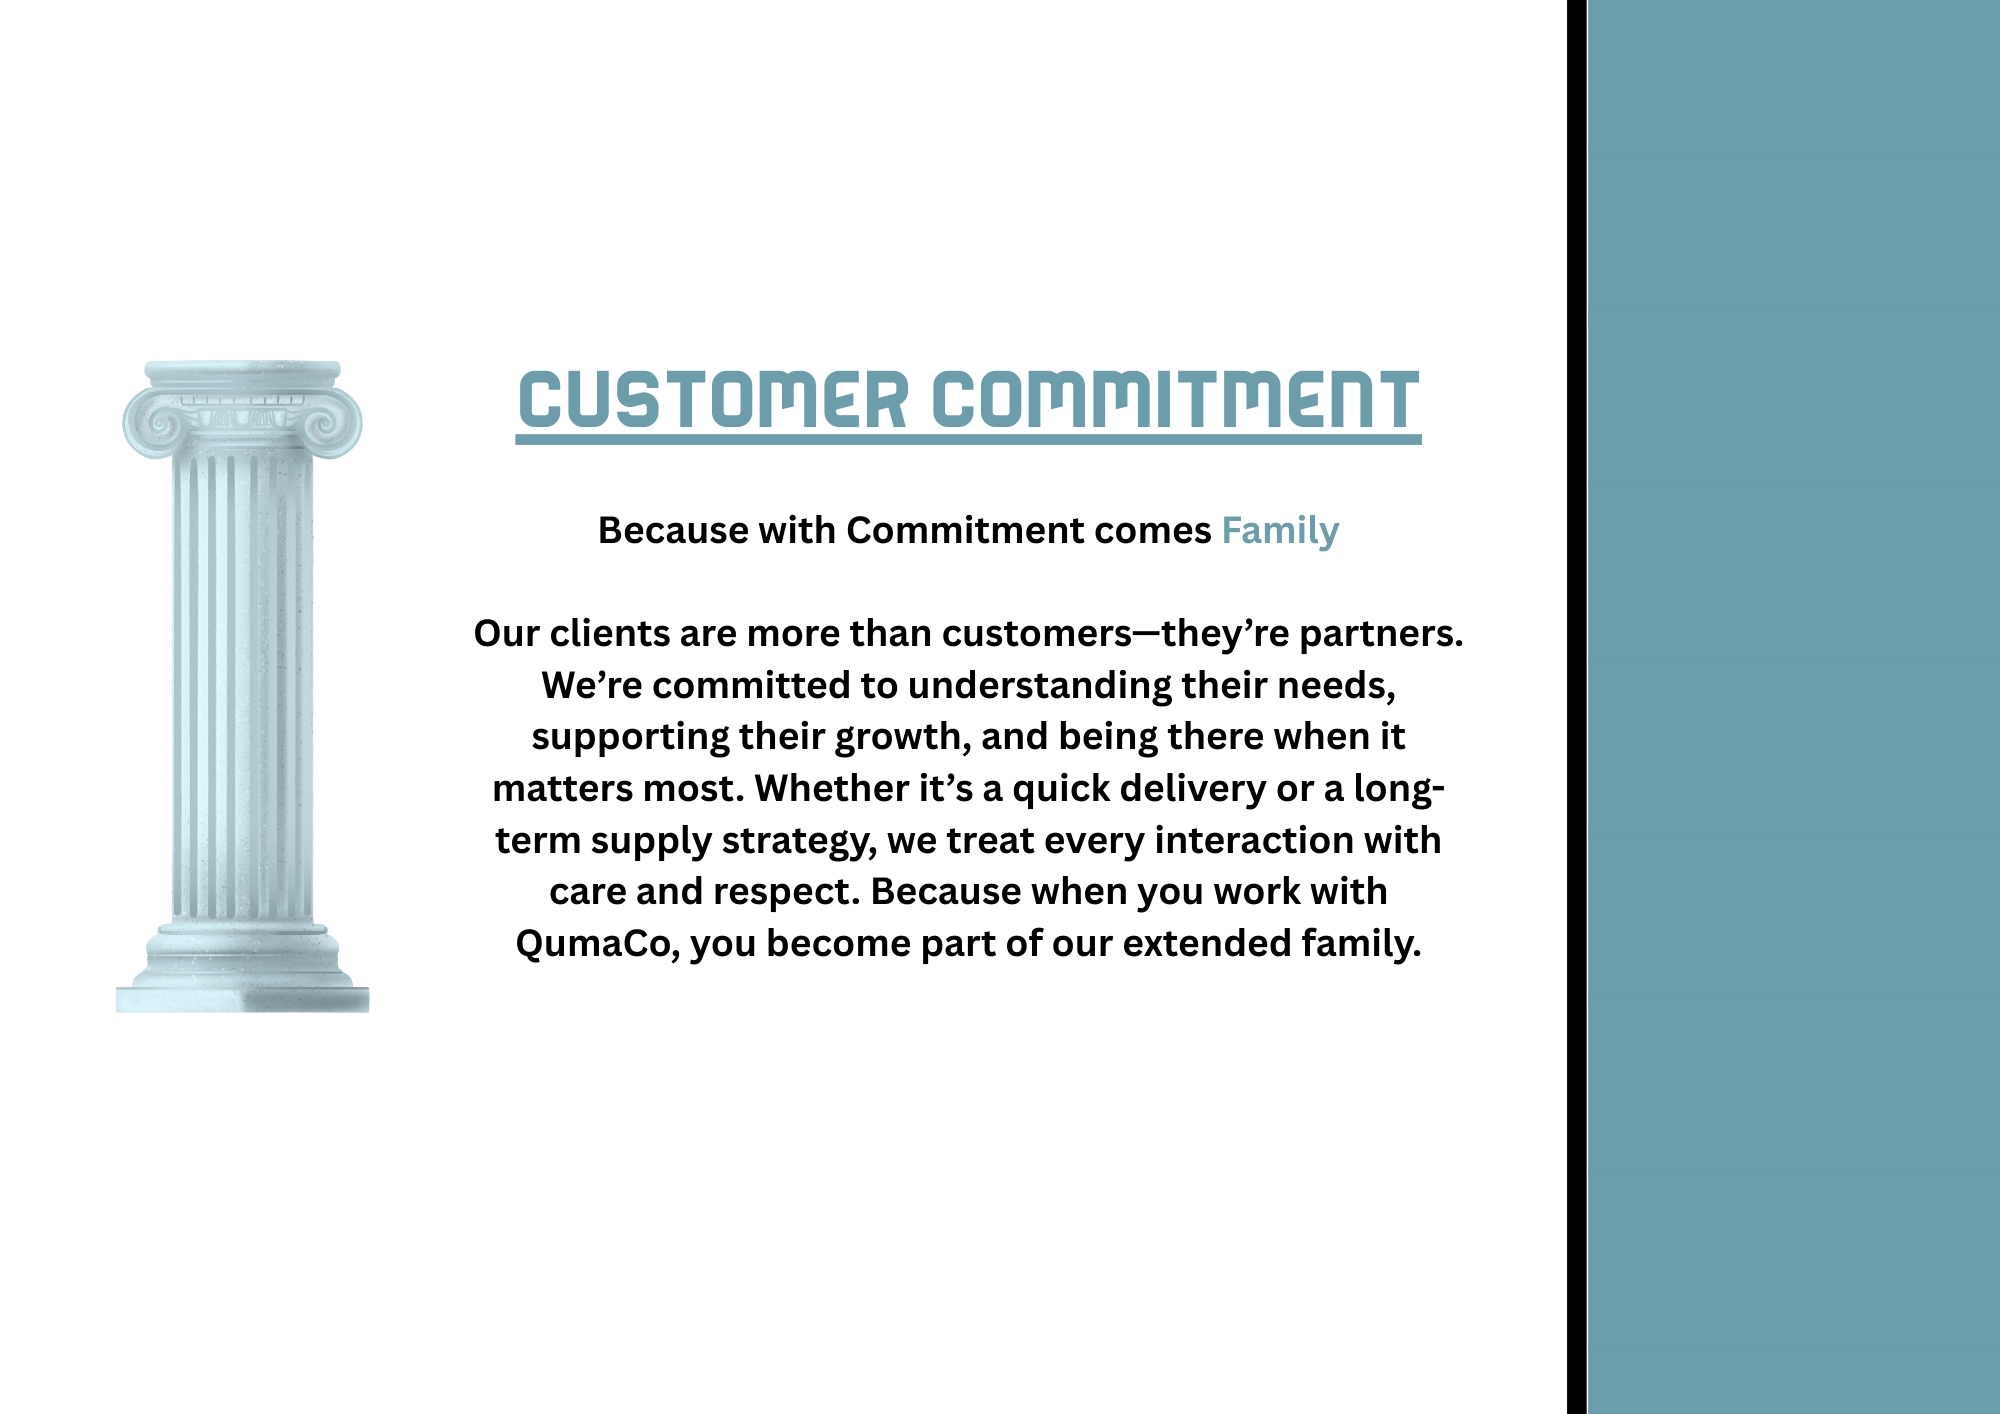 CUSTOMER COMMITMENT
Because with Commitment comes Family
Our clients are more than customers—they’re partners.
We’re committed to understanding their needs,
supporting their growth, and being there when it
matters most. Whether it’s a quick delivery or a long-
term supply strategy, we treat every interaction with
care and respect. Because when you work with
QumaCo, you become part of our extended family.